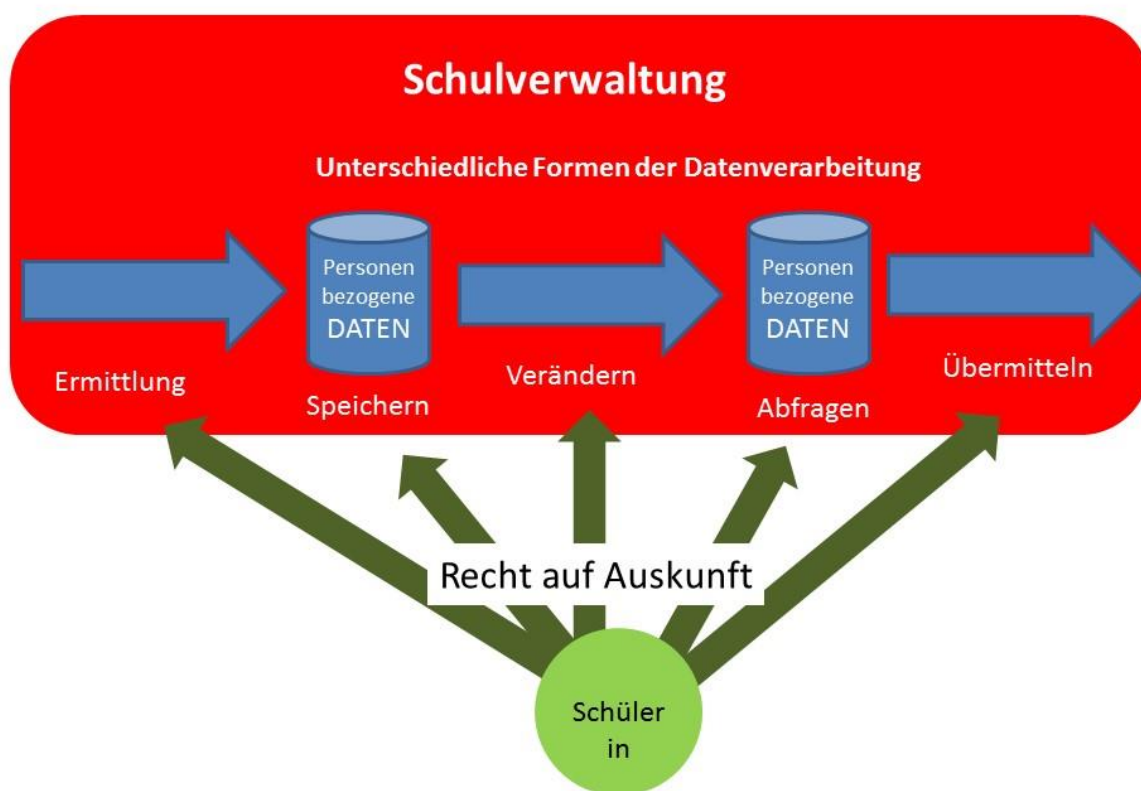 Schulverwaltung
Unterschiedliche Formen der Datenverarbeitung
Personen
bezogene
DATEN
Personen
bezogene
DATEN
Ermittlung
Speichern
Verändern
Abfragen
Übermitteln
Recht auf Auskunft
Schüler
in